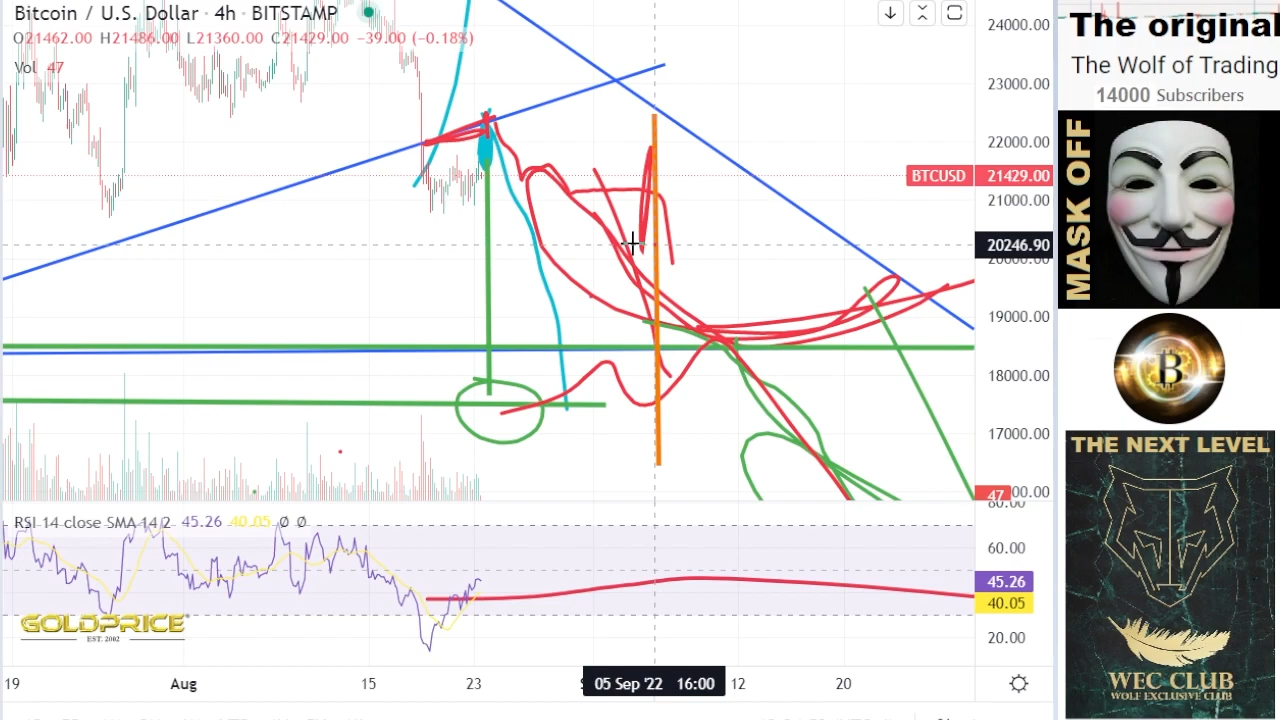 Bitcoin / U.S. Dollar · 4h · BITSTAMP
O21462.00 H21486.00 L21360.00 C21429.00 −39.00 (−0.18%)
Vol 47
24000.00
23000.00
22000.00
BTCUSD 21429.00
21000.00
20246.90
20000.00
19000.00
18000.00
17000.00
47
RSI 14 close SMA 14 2 45.26 40.05 Ø Ø
60.00
45.26
40.05
20.00
GOLDPRICE
EST. 2002
19
Aug
15
23
05 Sep '22 16:00
12
20
The original
The Wolf of Trading
14000 Subscribers
MASK OFF
THE NEXT LEVEL
WEC CLUB
WOLF EXCLUSIVE CLUB